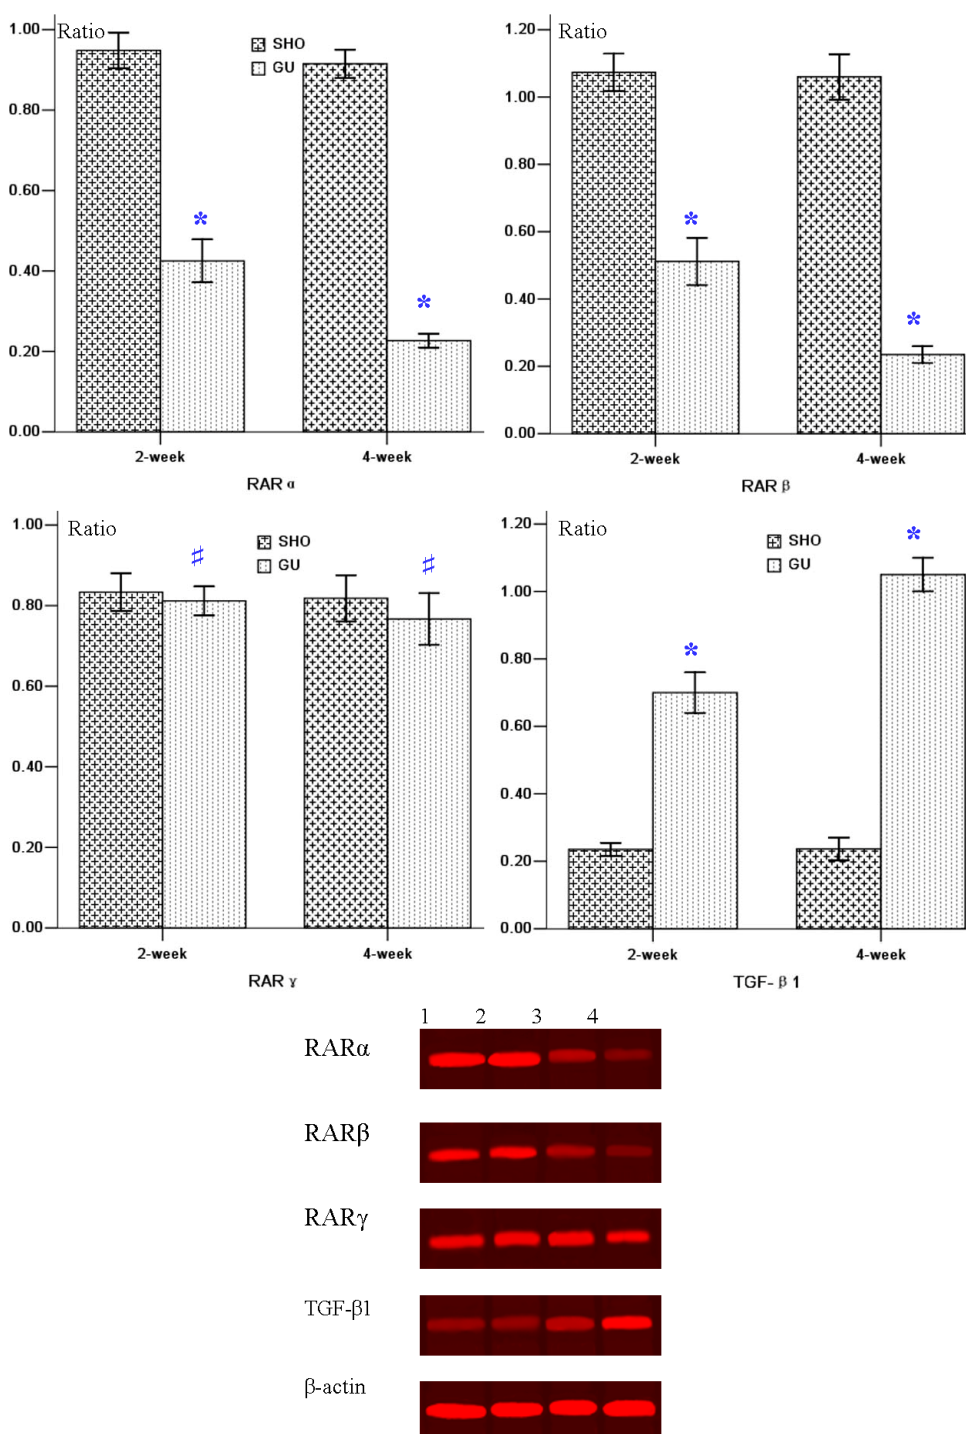 Ratio
1.00
0.80
0.60
0.40
0.20
0.00
SHO
GU
*
*
2-week 4-week
RAR α
Ratio
1.20
1.00
0.80
0.60
0.40
0.20
0.00
*
*
2-week 4-week
RAR β
Ratio
1.00
0.80
0.60
0.40
0.20
0.00
SHO
GU
♯
♯
2-week 4-week
RAR γ
Ratio
1.20
1.00
0.80
0.60
0.40
0.20
0.00
SHO
GU
*
*
2-week 4-week
TGF- β 1
1 2 3 4
RARα
RARβ
RARγ
TGF-β1
β-actin